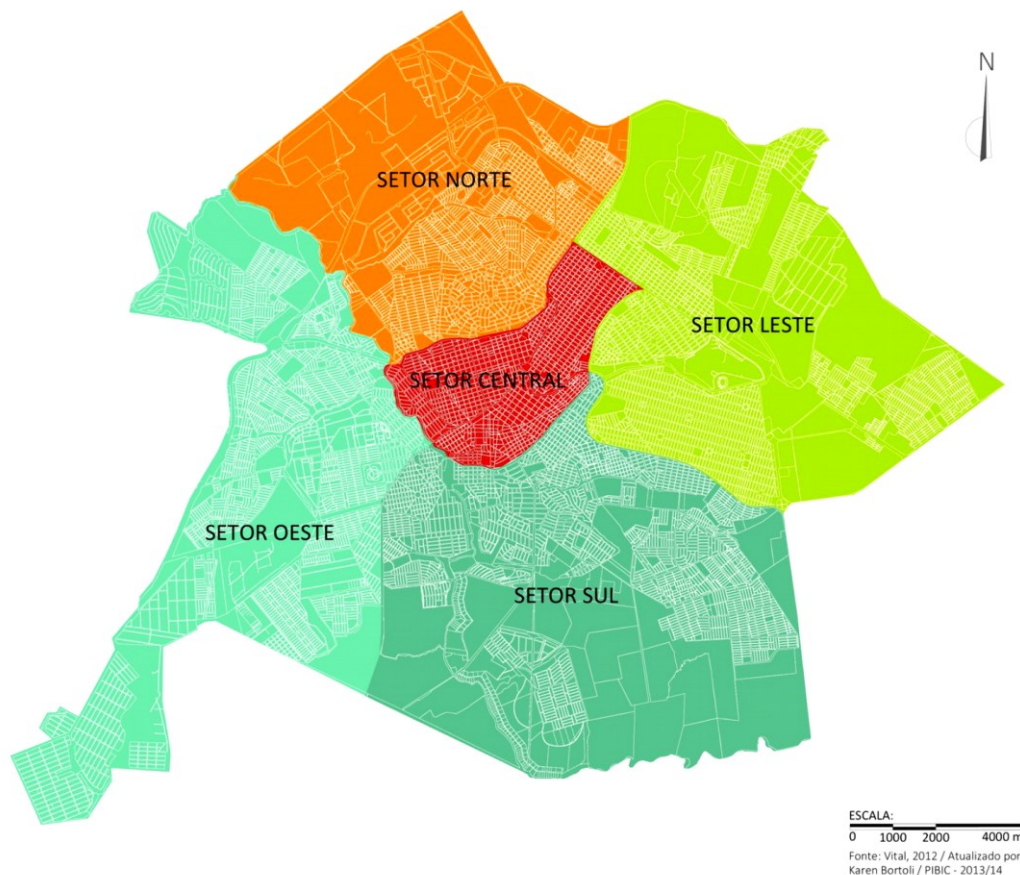 N
SETOR NORTE
SETOR LESTE
SETOR CENTRAL
SETOR OESTE
SETOR SUL
ESCALA:
0 1000 2000 4000 m
Fonte: Vital, 2012 / Atualizado por
Karen Bortoli / PIBIC - 2013/14